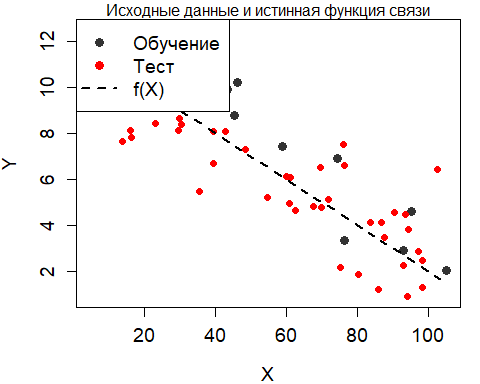 Исходные данные и истинная функция связи
12
10
8
6
4
2
Y
Обучение
Тест
f(X)
20 40 60 80 100
X